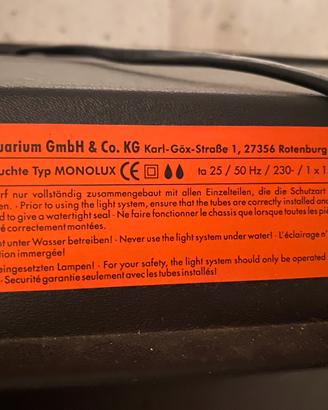 uarium GmbH & Co. KG Karl-Göx-Straße 1, 27356 Rotenburg
uchte Typ MONOLUX CE ta 25 / 50 Hz / 230- / 1 x 1
rf nur vollständig zusammengebaut mit allen Einzelteilen, die die Schutzart
en. · Prior to using the light system, ensure that the tubes are correctly installed and
d to give a watertight seal · Ne faire fonctionner le chassis que lorsque toutes les pi
é correctement montées.
t unter Wasser betreiben! · Never use the light system under water! · L'éclairage n'
tion immergée!
eingesetzten Lampen! · For your safety, the light system should only be operated
· Securité garantie seulement avec les tubes installés!